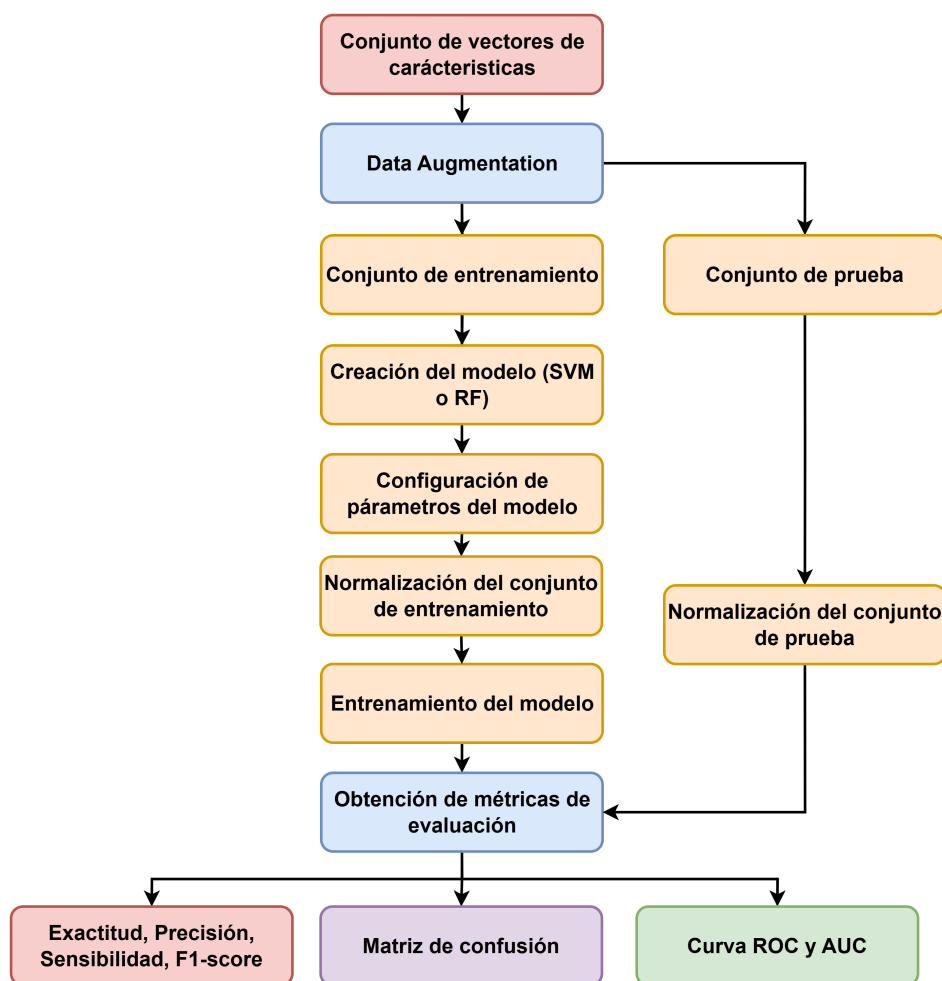 Conjunto de vectores de
carácteristicas
Data Augmentation
Conjunto de entrenamiento
Conjunto de prueba
Creación del modelo (SVM
o RF)
Configuración de
párametros del modelo
Normalización del conjunto
de entrenamiento
Normalización del conjunto
de prueba
Entrenamiento del modelo
Obtención de métricas de
evaluación
Exactitud, Precisión,
Sensibilidad, F1-score
Matriz de confusión
Curva ROC y AUC